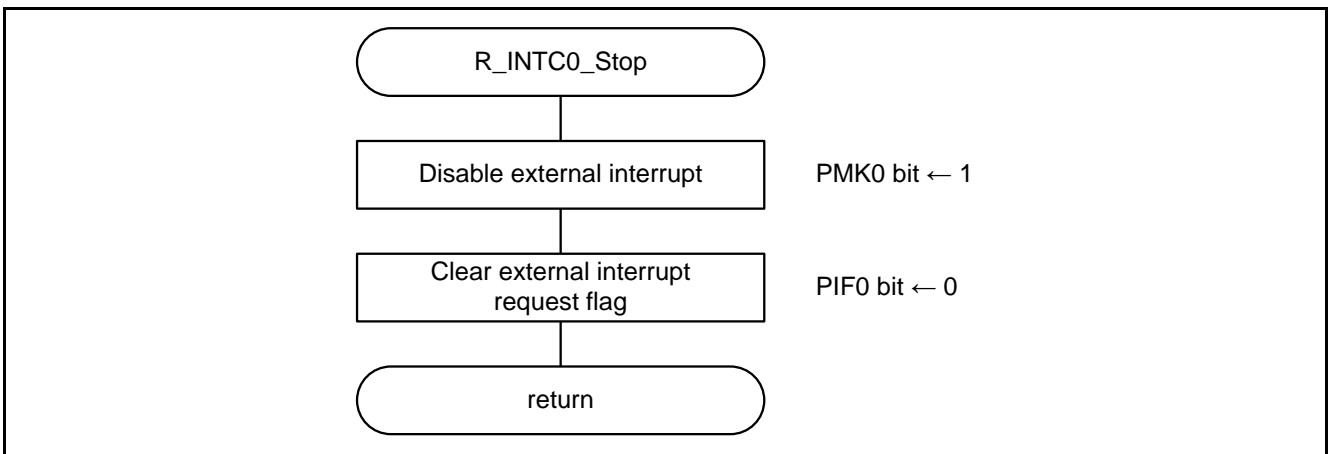 R_INTC0_Stop
Disable external interrupt
PMK0 bit ← 1
Clear external interrupt
request flag
PIF0 bit ← 0
return